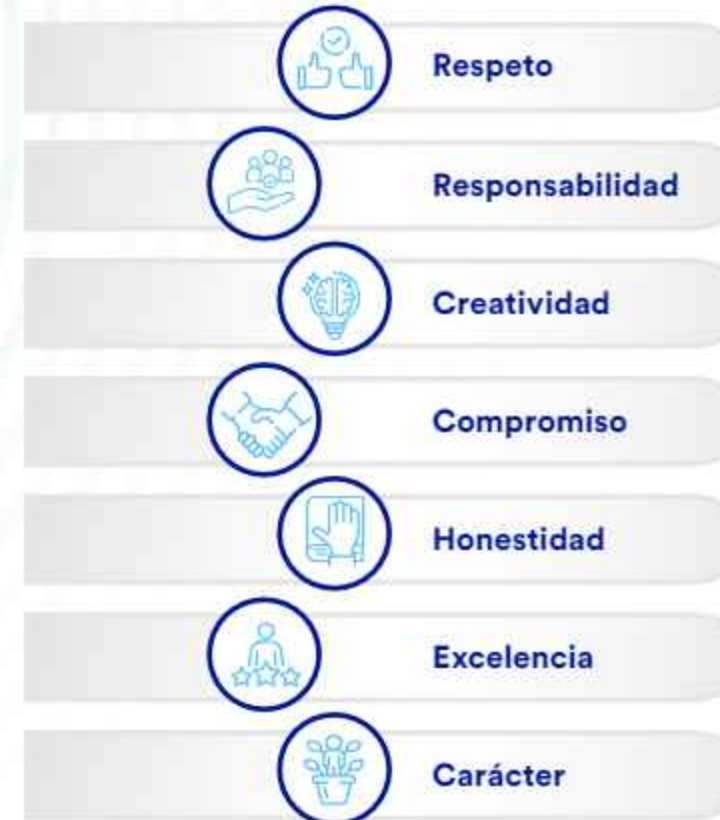 Respeto
Responsabilidad
Creatividad
Compromiso
Honestidad
Excelencia
Carácter